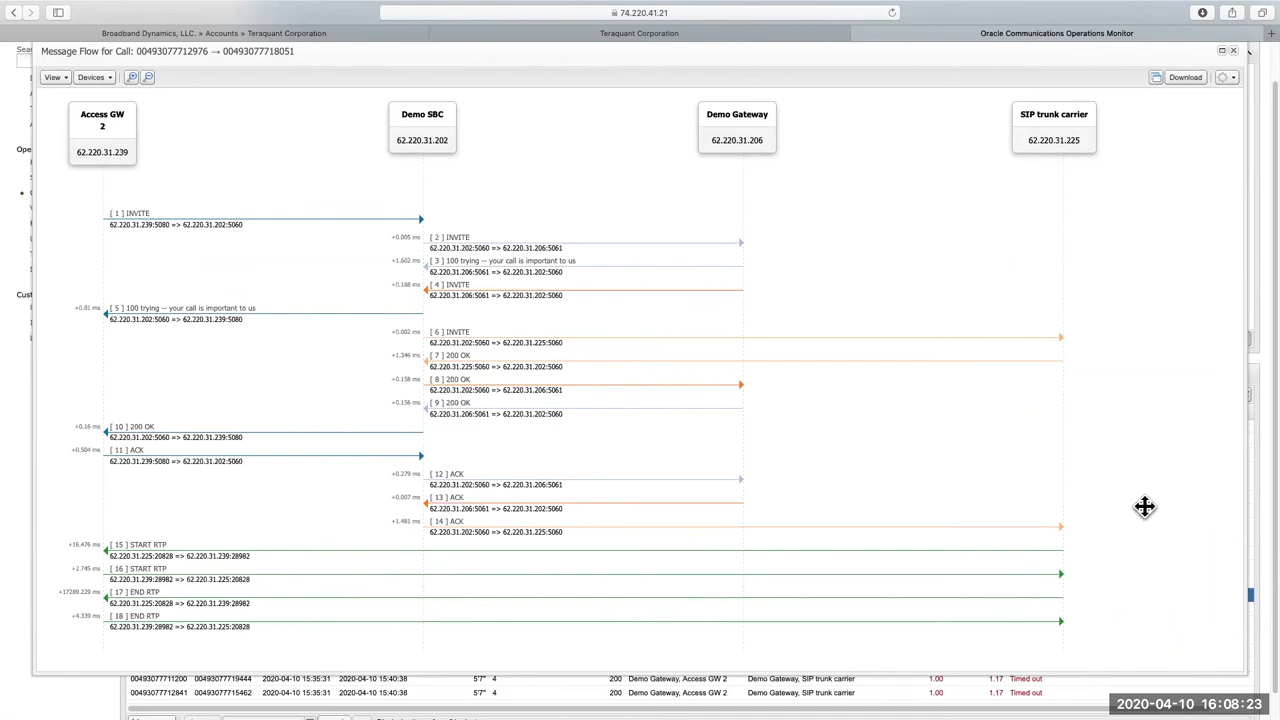 74.220.41.21
Broadband Dynamics, LLC. » Accounts » Teraquant Corporation
Teraquant Corporation
Oracle Communications Operations Monitor
Message Flow for Call: 00493077712976 → 00493077718051
View
Devices
Download
Access GW 2
62.220.31.239
Demo SBC
62.220.31.202
Demo Gateway
62.220.31.206
SIP trunk carrier
62.220.31.225
[ 1 ] INVITE
62.220.31.239:5080 => 62.220.31.202:5060
+0.005 ms
[ 2 ] INVITE
62.220.31.202:5060 => 62.220.31.206:5061
+1.602 ms
[ 3 ] 100 trying -- your call is important to us
62.220.31.206:5061 => 62.220.31.202:5060
+0.188 ms
[ 4 ] INVITE
62.220.31.206:5061 => 62.220.31.202:5060
+0.01 ms
[ 5 ] 100 trying -- your call is important to us
62.220.31.202:5060 => 62.220.31.239:5080
+0.002 ms
[ 6 ] INVITE
62.220.31.202:5060 => 62.220.31.225:5060
+1.346 ms
[ 7 ] 200 OK
62.220.31.225:5060 => 62.220.31.202:5060
+0.158 ms
[ 8 ] 200 OK
62.220.31.202:5060 => 62.220.31.206:5061
+0.156 ms
[ 9 ] 200 OK
62.220.31.206:5061 => 62.220.31.202:5060
+0.16 ms
[ 10 ] 200 OK
62.220.31.202:5060 => 62.220.31.239:5080
+0.504 ms
[ 11 ] ACK
62.220.31.239:5080 => 62.220.31.202:5060
+0.279 ms
[ 12 ] ACK
62.220.31.202:5060 => 62.220.31.206:5061
+0.007 ms
[ 13 ] ACK
62.220.31.206:5061 => 62.220.31.202:5060
+1.481 ms
[ 14 ] ACK
62.220.31.202:5060 => 62.220.31.225:5060
+16.476 ms
[ 15 ] START RTP
62.220.31.225:20828 => 62.220.31.239:28982
+2.745 ms
[ 16 ] START RTP
62.220.31.239:28982 => 62.220.31.225:20828
+17289.229 ms
[ 17 ] END RTP
62.220.31.225:20828 => 62.220.31.239:28982
+4.339 ms
[ 18 ] END RTP
62.220.31.239:28982 => 62.220.31.225:20828
00493077711200 00493077719444 2020-04-10 15:35:31 2020-04-10 15:40:38 5'7" 4 200 Demo Gateway, Access GW 2 Demo Gateway, SIP trunk carrier 1.00 1.17 Timed out
00493077712841 00493077715462 2020-04-10 15:35:31 2020-04-10 15:40:38 5'7" 4 200 Demo Gateway, Access GW 2 Demo Gateway, SIP trunk carrier 1.00 1.17 Timed out
2020-04-10 16:08:23